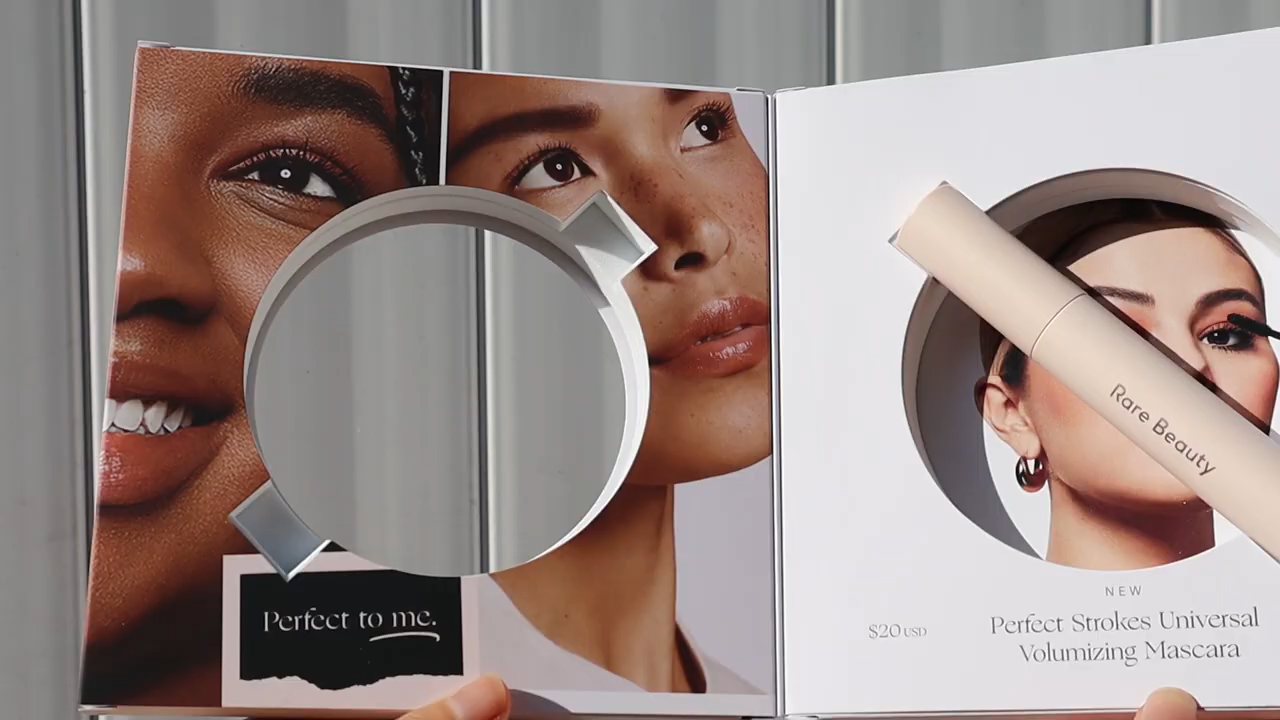 Perfect to me.
Rare Beauty
NEW
$20 USD
Perfect Strokes Universal
Volumizing Mascara